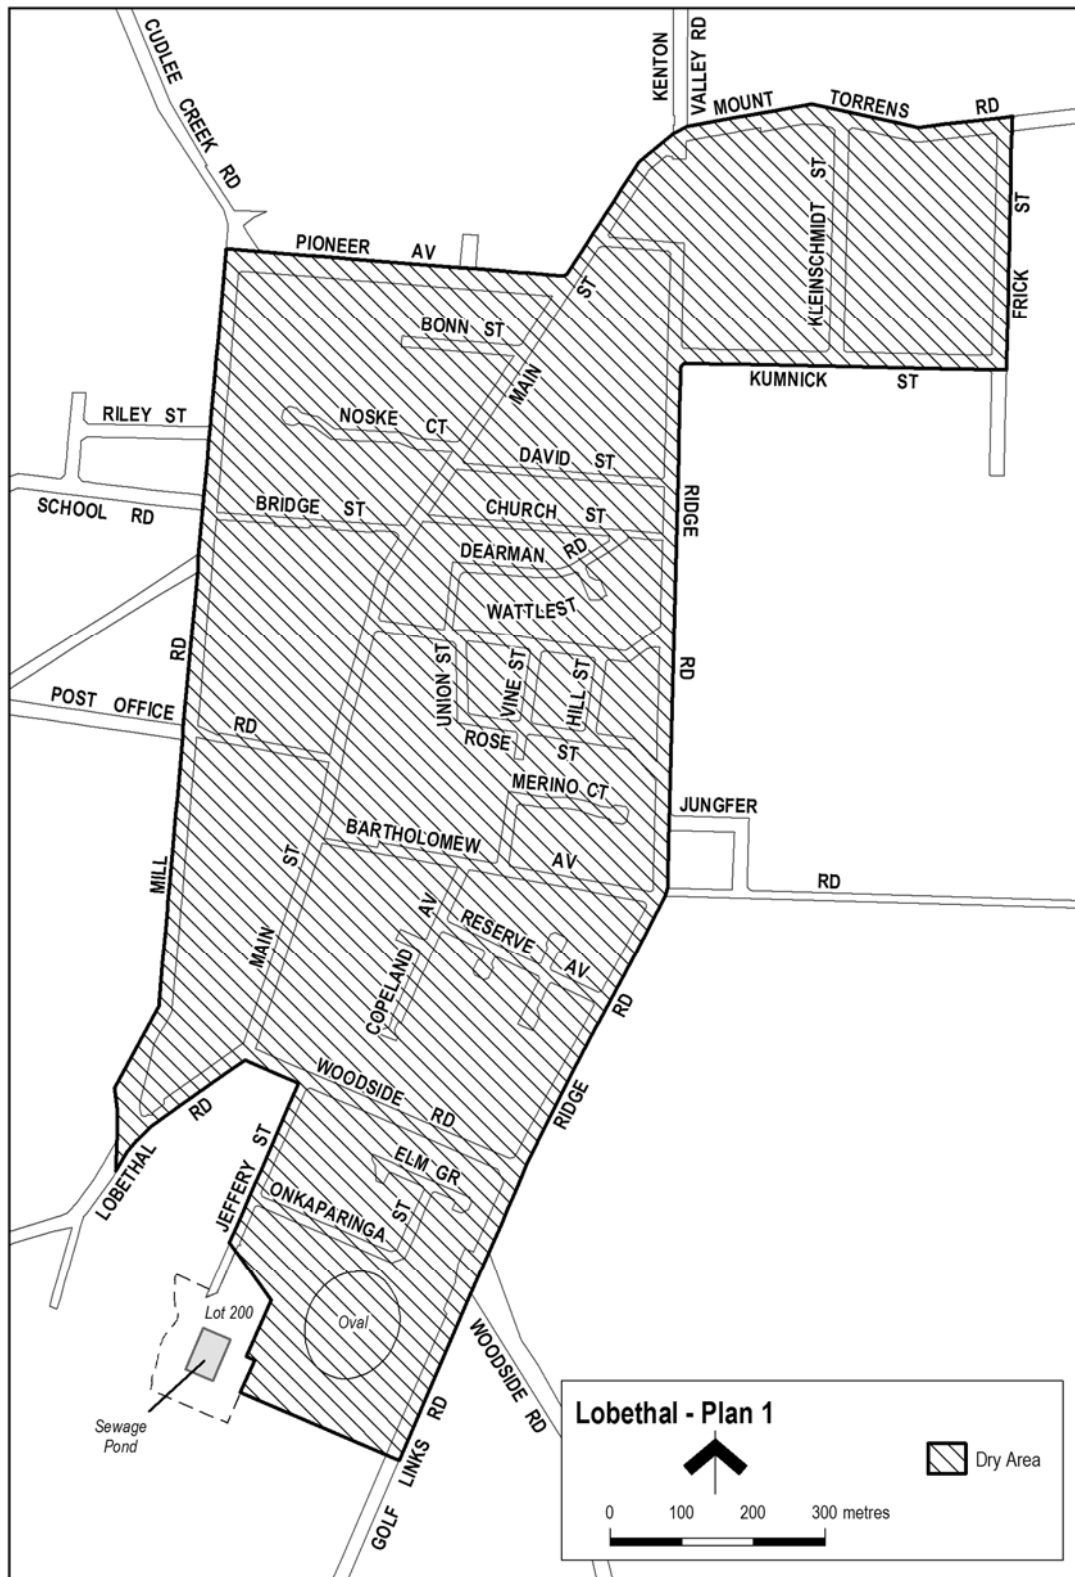 CUDLEE CREEK RD
KENTON
VALLEY RD
MOUNT TORRENS RD
PIONEER AV
KLEINSCHMIDT ST
FRICK ST
BONN ST
MAIN ST
KUMNICK ST
RILEY ST
NOSKE CT
DAVID ST
SCHOOL RD
BRIDGE ST
CHURCH ST
RIDGE RD
DEARMAN RD
WATTLE ST
UNION ST
VINE ST
HILL ST
POST OFFICE RD
ROSE ST
MERINO CT
JUNGFER RD
BARTHOLOMEW AV
MILL RD
MAIN ST
COPELAND AV
RESERVE AV
WOODSIDE RD
RIDGE RD
LOBETHAL RD
JEFFERY ST
ELM GR
ONKAPARINGA ST
Lot 200
Oval
WOODSIDE RD
Sewage
Pond
GOLF LINKS RD
Lobethal - Plan 1
Dry Area
0 100 200 300 metres